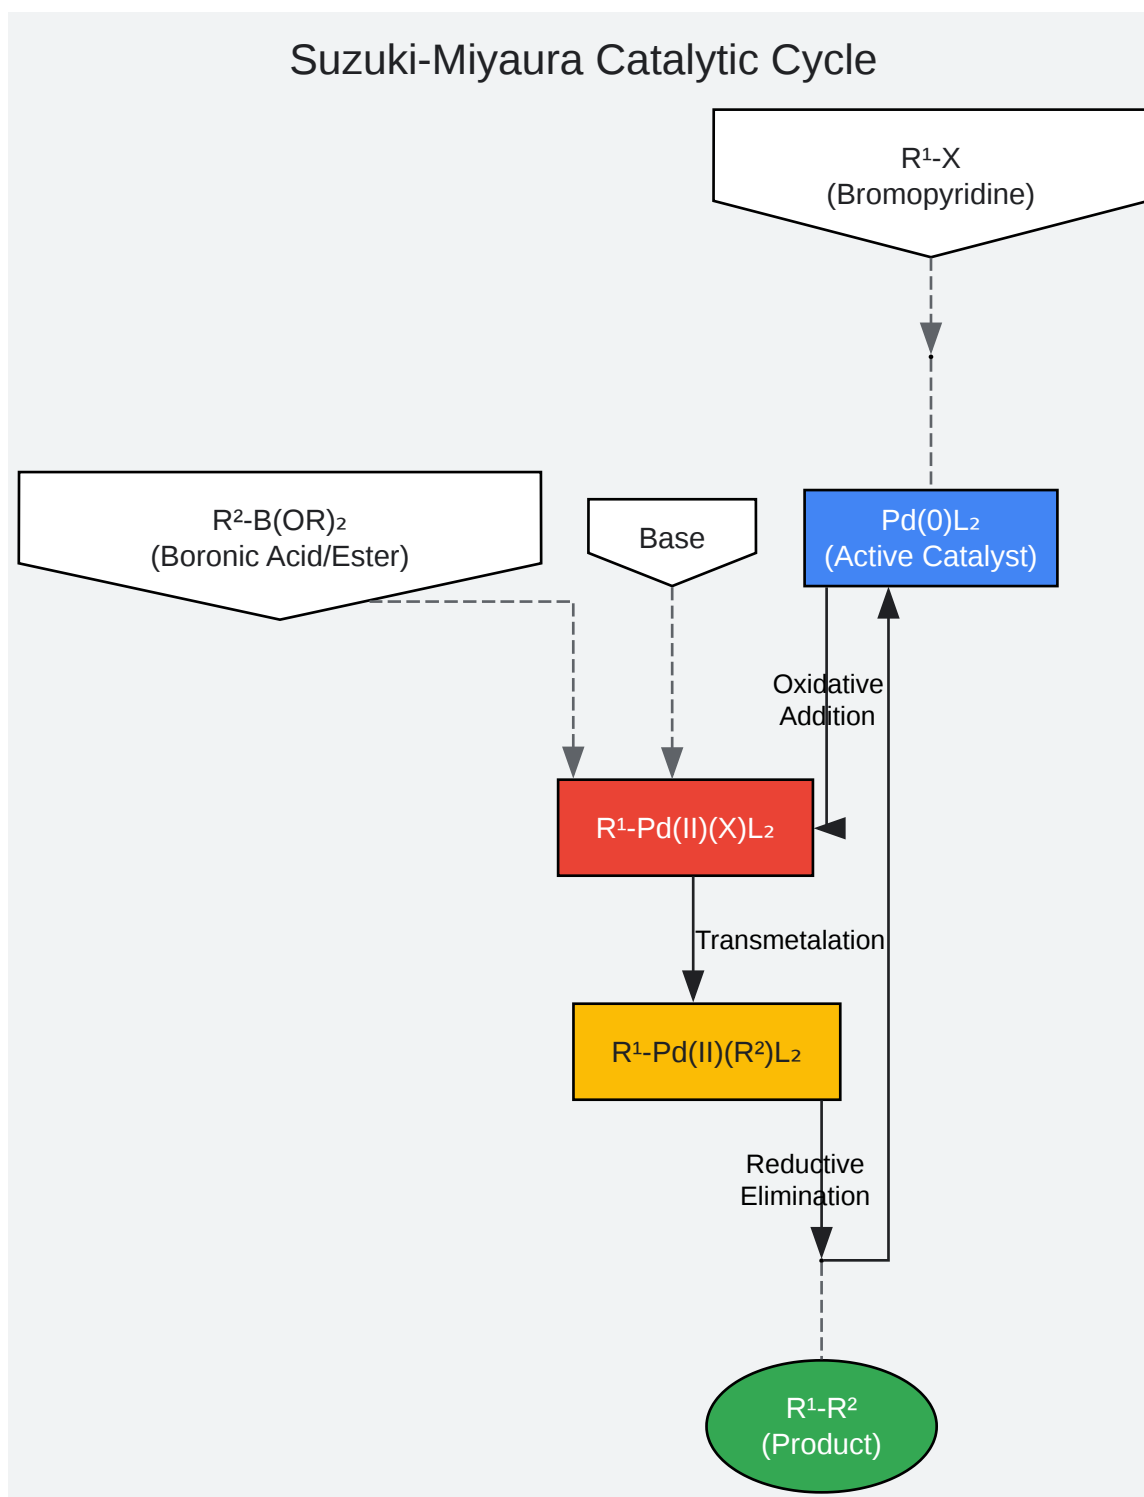 Suzuki-Miyaura Catalytic Cycle
R¹-X
(Bromopyridine)
R²-B(OR)₂
(Boronic Acid/Ester)
Base
Pd(0)L₂
(Active Catalyst)
Oxidative
Addition
R¹-Pd(II)(X)L₂
Transmetalation
R¹-Pd(II)(R²)L₂
Reductive
Elimination
R¹-R²
(Product)